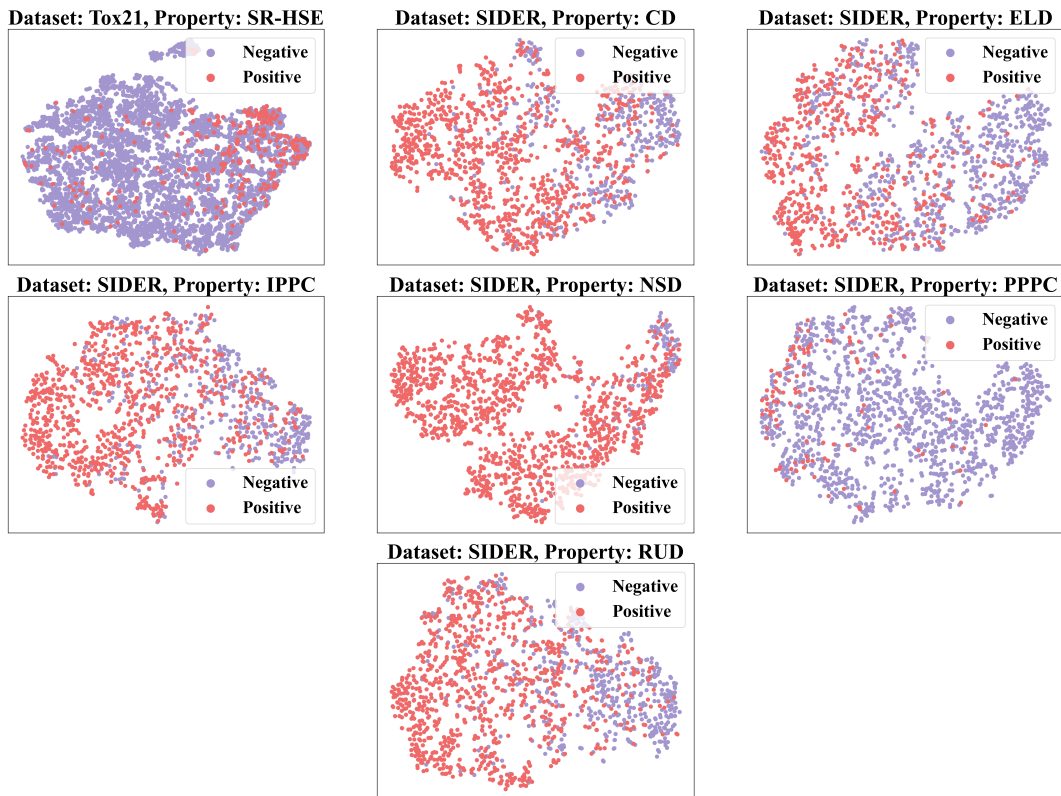 Dataset: Tox21, Property: SR-HSE
Negative
Positive
Dataset: SIDER, Property: CD
Negative
Positive
Dataset: SIDER, Property: ELD
Negative
Positive
Dataset: SIDER, Property: IPPC
Negative
Positive
Dataset: SIDER, Property: NSD
Negative
Positive
Dataset: SIDER, Property: PPPC
Negative
Positive
Dataset: SIDER, Property: RUD
Negative
Positive